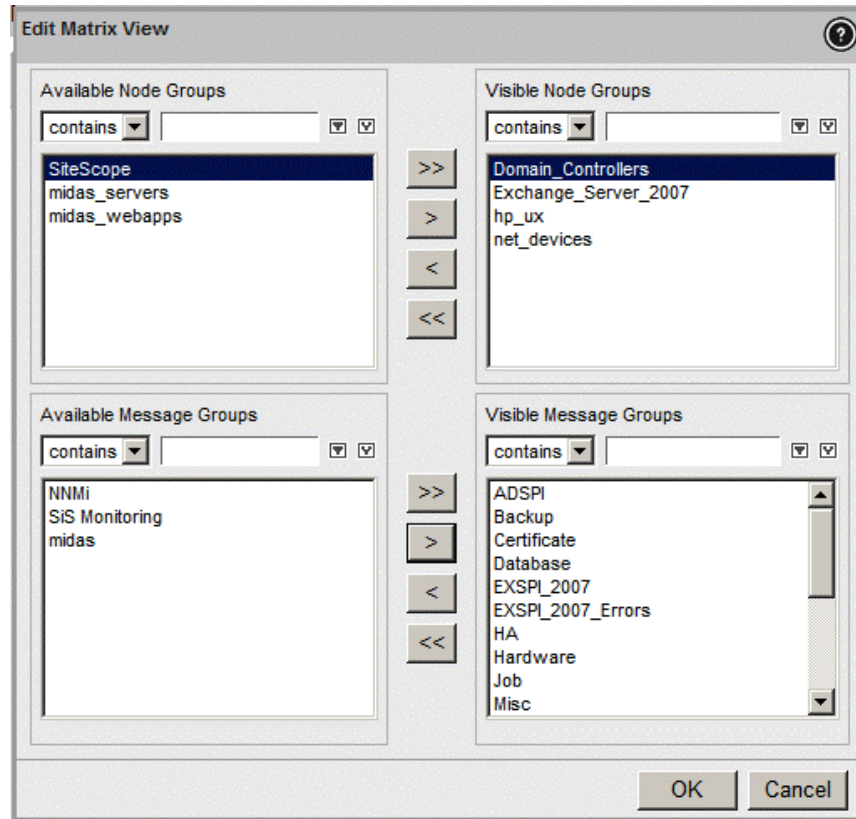 Edit Matrix View
?
Available Node Groups
contains
SiteScope
midas_servers
midas_webapps
>>
>
<
<<
Visible Node Groups
contains
Domain_Controllers
Exchange_Server_2007
hp_ux
net_devices
Available Message Groups
contains
NNMi
SiS Monitoring
midas
>>
>
<
<<
Visible Message Groups
contains
ADSPI
Backup
Certificate
Database
EXSPI_2007
EXSPI_2007_Errors
HA
Hardware
Job
Misc
OK Cancel